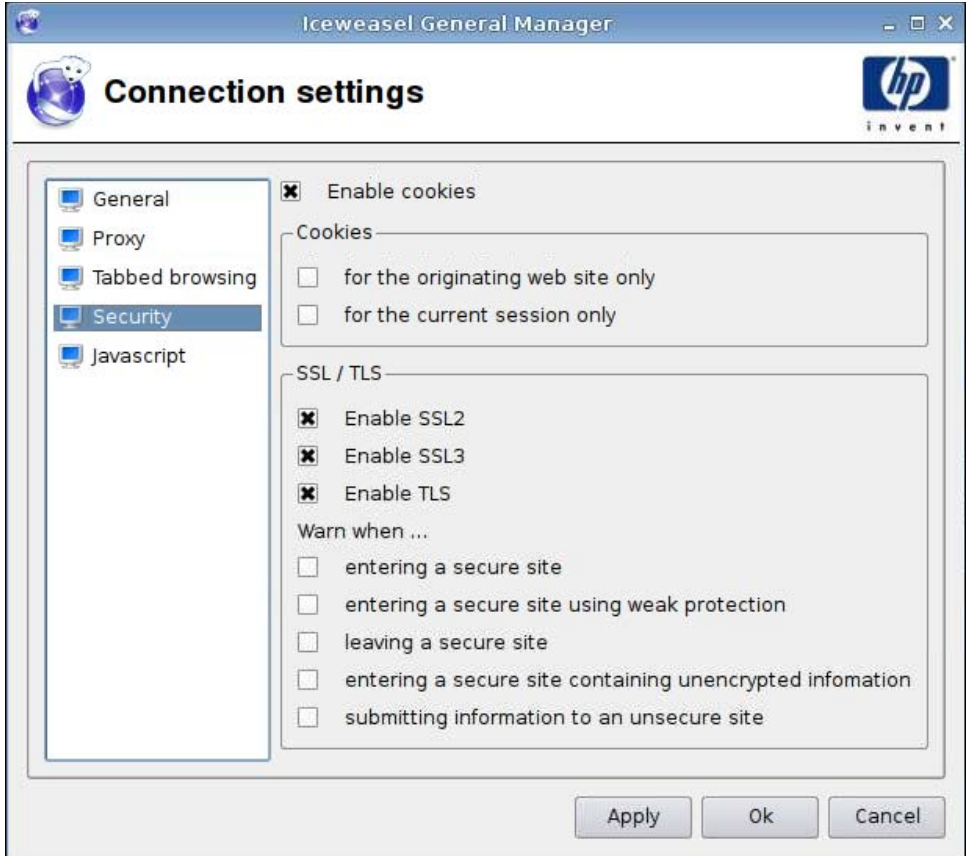 Iceweasel General Manager
Connection settings
hp
invent
General
Proxy
Tabbed browsing
Security
Javascript
Enable cookies
Cookies
for the originating web site only
for the current session only
SSL / TLS
Enable SSL2
Enable SSL3
Enable TLS
Warn when ...
entering a secure site
entering a secure site using weak protection
leaving a secure site
entering a secure site containing unencrypted infomation
submitting information to an unsecure site
Apply
Ok
Cancel